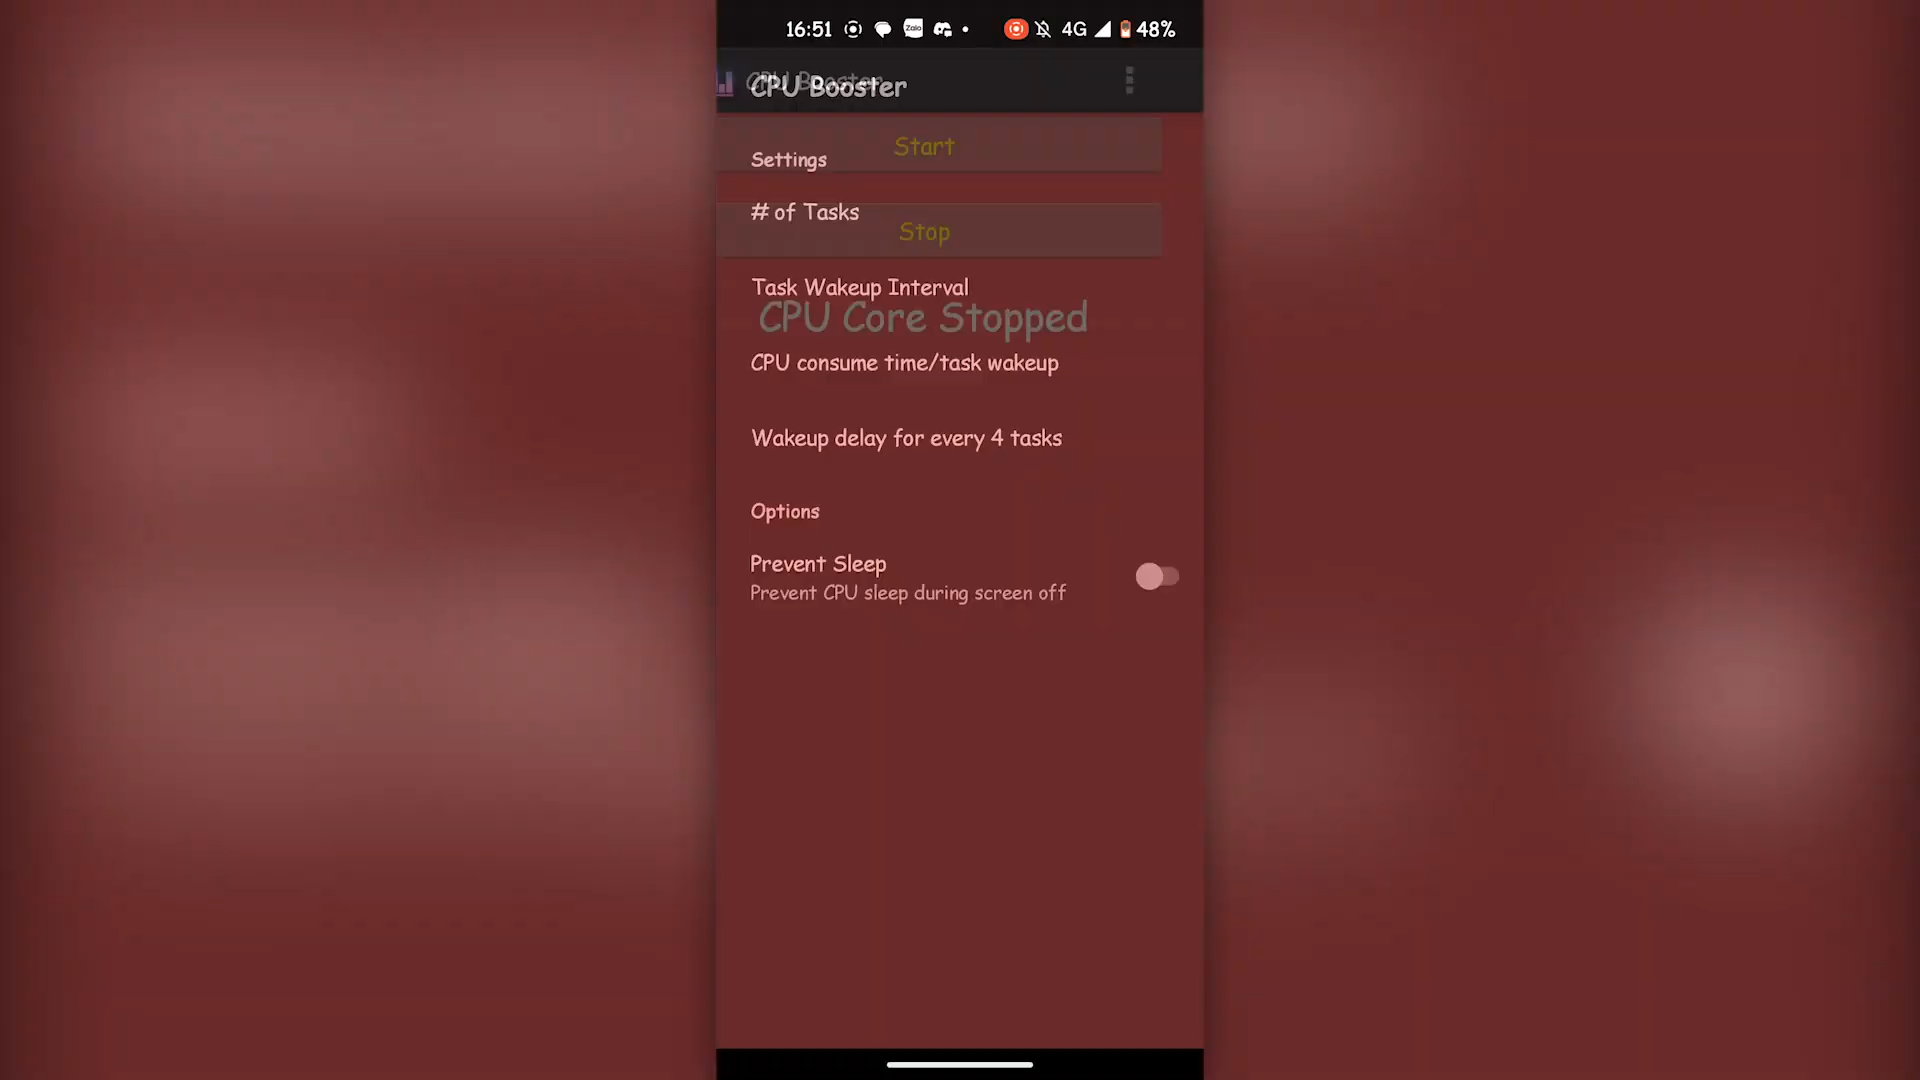 16:51 Zalo 4G 48%
CPU Booster
CPU Booster
Start
Settings
# of Tasks
Stop
Task Wakeup Interval
CPU Core Stopped
CPU consume time/task wakeup
Wakeup delay for every 4 tasks
Options
Prevent Sleep
Prevent CPU sleep during screen off